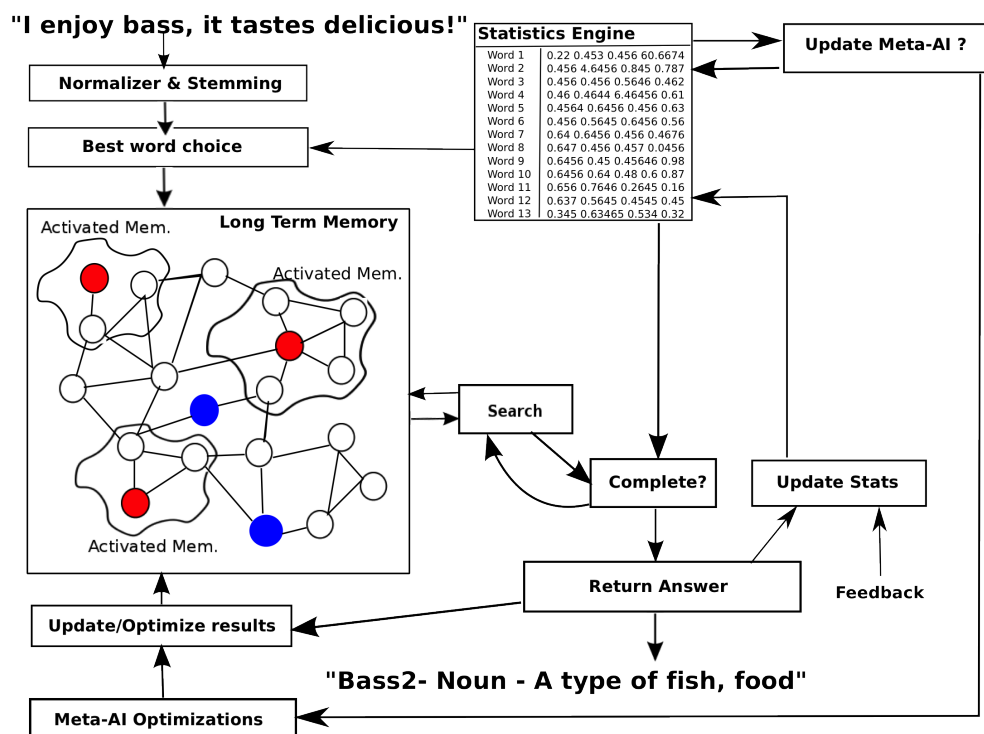 "I enjoy bass, it tastes delicious!"
Normalizer & Stemming
Best word choice
Statistics Engine
Word 1 0.22 0.453 0.456 60.6674
Word 2 0.456 4.6456 0.845 0.787
Word 3 0.456 0.456 0.5646 0.462
Word 4 0.46 0.4644 6.46456 0.61
Word 5 0.4564 0.6456 0.456 0.63
Word 6 0.456 0.5645 0.6456 0.56
Word 7 0.64 0.6456 0.456 0.4676
Word 8 0.647 0.456 0.457 0.0456
Word 9 0.6456 0.45 0.45646 0.98
Word 10 0.6456 0.64 0.48 0.6 0.87
Word 11 0.656 0.7646 0.2645 0.16
Word 12 0.637 0.5645 0.4545 0.45
Word 13 0.345 0.63465 0.534 0.32
Update Meta-AI ?
Long Term Memory
Activated Mem.
Activated Mem.
Activated Mem.
Search
Complete?
Update Stats
Return Answer
Feedback
Update/Optimize results
"Bass2- Noun - A type of fish, food"
Meta-AI Optimizations